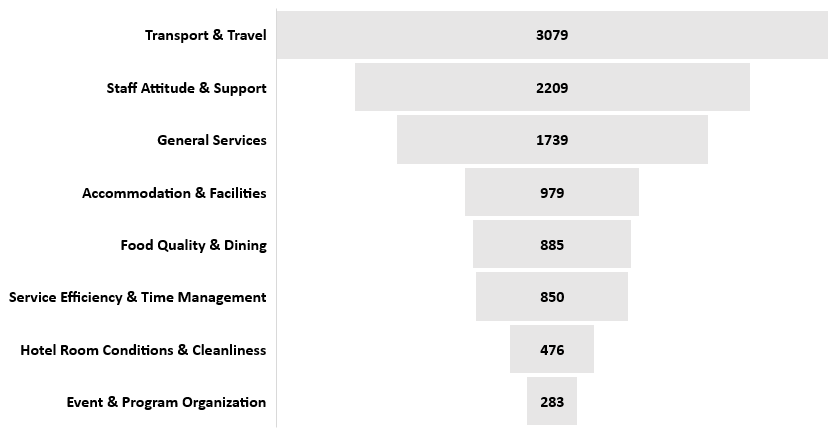 Transport & Travel 3079
Staff Attitude & Support 2209
General Services 1739
Accommodation & Facilities 979
Food Quality & Dining 885
Service Efficiency & Time Management 850
Hotel Room Conditions & Cleanliness 476
Event & Program Organization 283